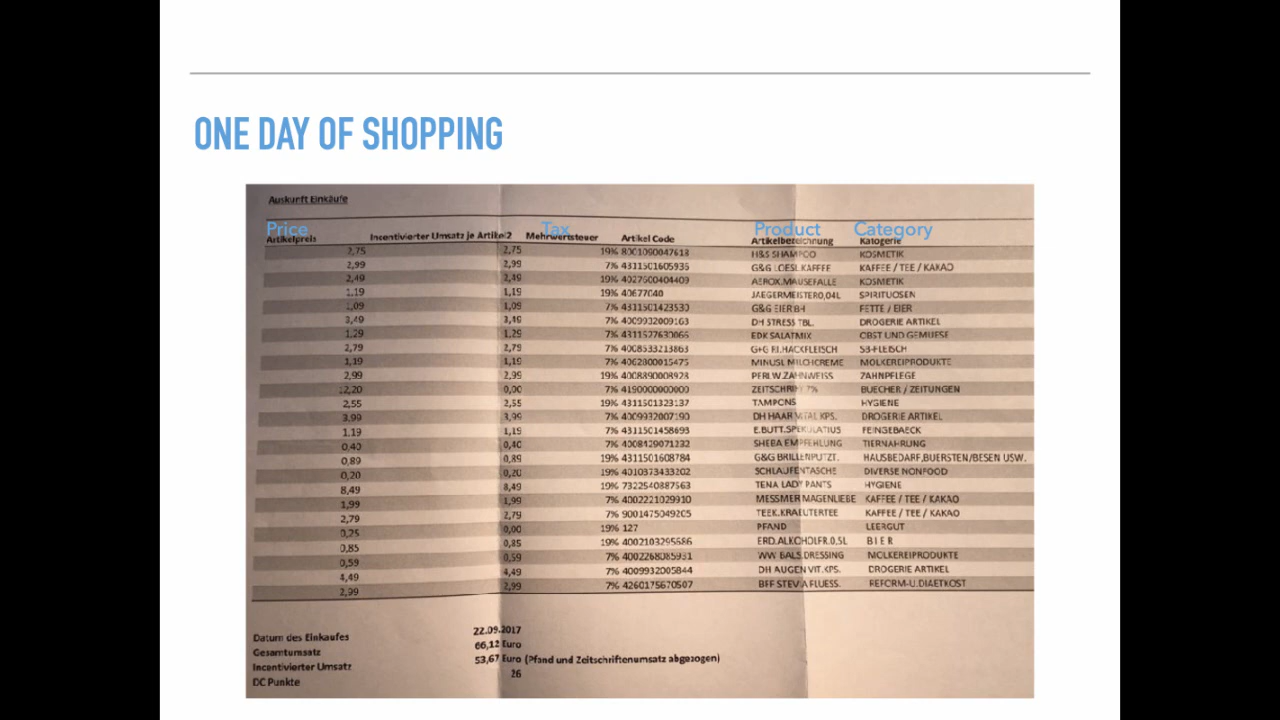 ONE DAY OF SHOPPING
Auskunft Einkäufe
Price Tax Product Category
Artikelpreis Incentivierter Umsatz je Artikel2 Mehrwertsteuer Artikel Code Artikelbezeichnung Katogerie
2,75 2,75 19% 8001090047618 H&S SHAMPOO KOSMETIK
2,99 2,99 7% 4311501605936 G&G LOESL.KAFFEE KAFFEE / TEE / KAKAO
2,49 2,49 19% 4027600404409 AEROX.MAUSEFALLE KOSMETIK
1,19 1,19 19% 40677040 JAEGERMEISTER0,04L SPIRITUOSEN
1,09 1,09 7% 4311501423530 G&G EIER BH FETTE / EIER
3,49 3,49 7% 4009932009163 DH STRESS TBL. DROGERIE ARTIKEL
1,29 1,29 7% 4311527630066 EDK SALATMIX OBST UND GEMUESE
2,79 2,79 7% 4008533213863 G+G HACKFLEISCH SB-FLEISCH
1,19 1,19 7% 4062800015475 MINUSL MILCHCREME MOLKEREIPRODUKTE
2,99 2,99 19% 4008890008928 PERLW.ZAHNWEISS ZAHNPFLEGE
12,20 0,00 7% 4190000000000 ZEITSCHRI 7% BUECHER / ZEITUNGEN
2,55 2,55 19% 4311501323137 TAMPONS HYGIENE
3,99 3,99 7% 4009932007190 DH HAAR VITAL KPS. DROGERIE ARTIKEL
1,19 1,19 7% 4311501458693 E.BUTT.SPEKULATIUS FEINGEBAECK
0,40 0,40 7% 4008429071232 SHEBA EMPFEHLUNG TIERNAHRUNG
0,89 0,89 19% 4311501608784 G&G BRILLENPUTZT. HAUSBEDARF,BUERSTEN/BESEN USW.
0,20 0,20 19% 4010373433202 SCHLAUFENTASCHE DIVERSE NONFOOD
8,49 8,49 19% 7322540887563 TENA LADY PANTS HYGIENE
1,99 1,99 7% 4002221029910 MESSMER MAGENLIEBE KAFFEE / TEE / KAKAO
2,79 2,79 7% 9001475049205 TEEK.KRAEUTERTEE KAFFEE / TEE / KAKAO
0,25 0,00 19% 127 PFAND LEERGUT
0,85 0,85 19% 4002103295686 ERD.ALKOHOLFR.0,5L B I E R
0,59 0,59 7% 4002268085931 WW BALS.DRESSING MOLKEREIPRODUKTE
4,49 4,49 7% 4009932005844 DH AUGEN VIT.KPS. DROGERIE ARTIKEL
2,99 2,99 7% 4260175670507 BFF STEVIA FLUESS. REFORM-U.DIAETKOST
Datum des Einkaufes 22.09.2017
Gesamtumsatz 66,12 Euro
Incentivierter Umsatz 53,67 Euro (Pfand und Zeitschriftenumsatz abgezogen)
DC Punkte 26